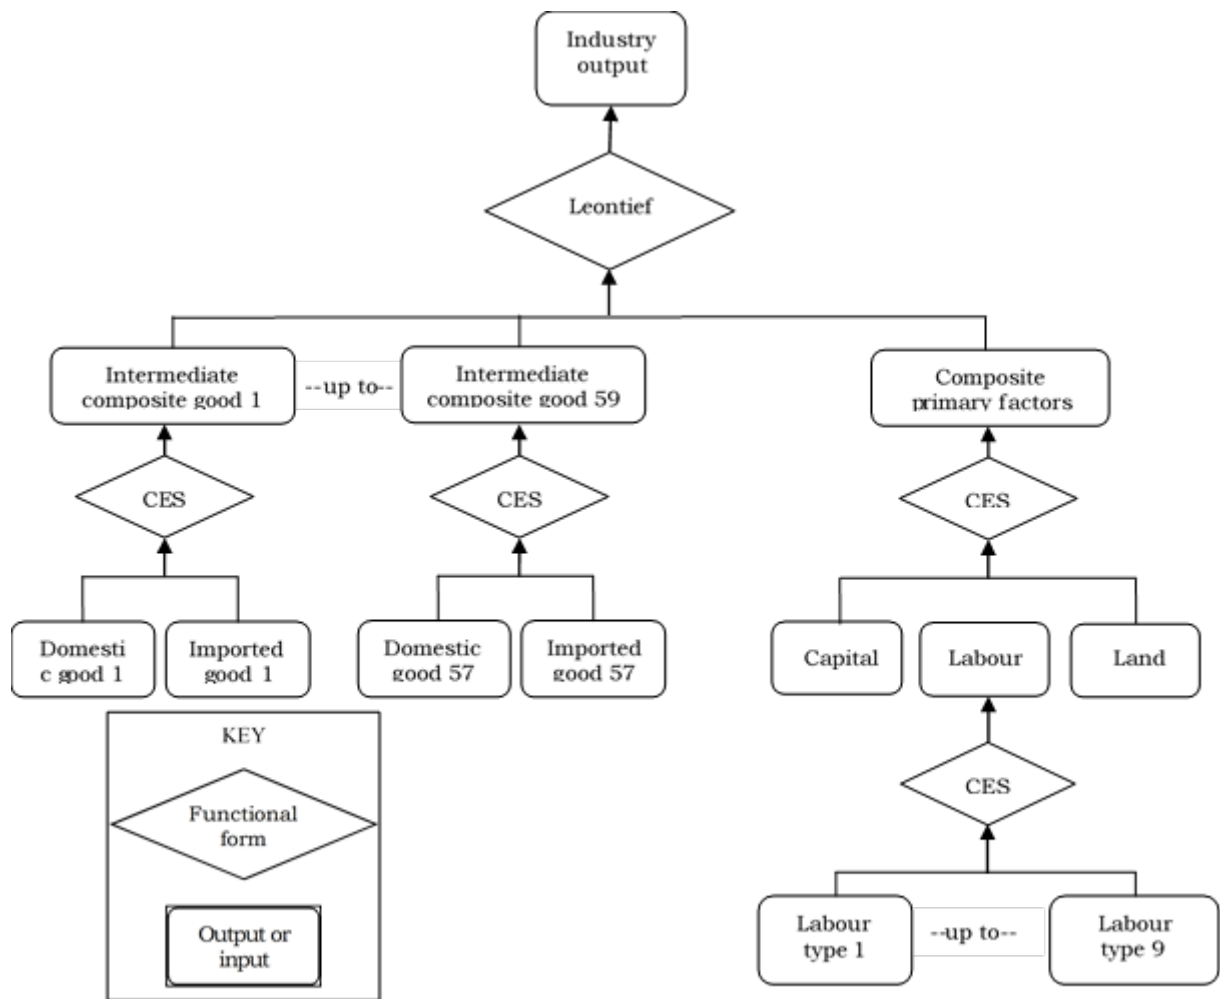 Industry
output
Leontief
Intermediate
composite good 1
--up to--
Intermediate
composite good 59
Composite
primary factors
CES
CES
CES
Domesti
c good 1
Imported
good 1
Domestic
good 57
Imported
good 57
Capital
Labour
Land
KEY
Functional
form
Output or
input
CES
Labour
type 1
--up to--
Labour
type 9